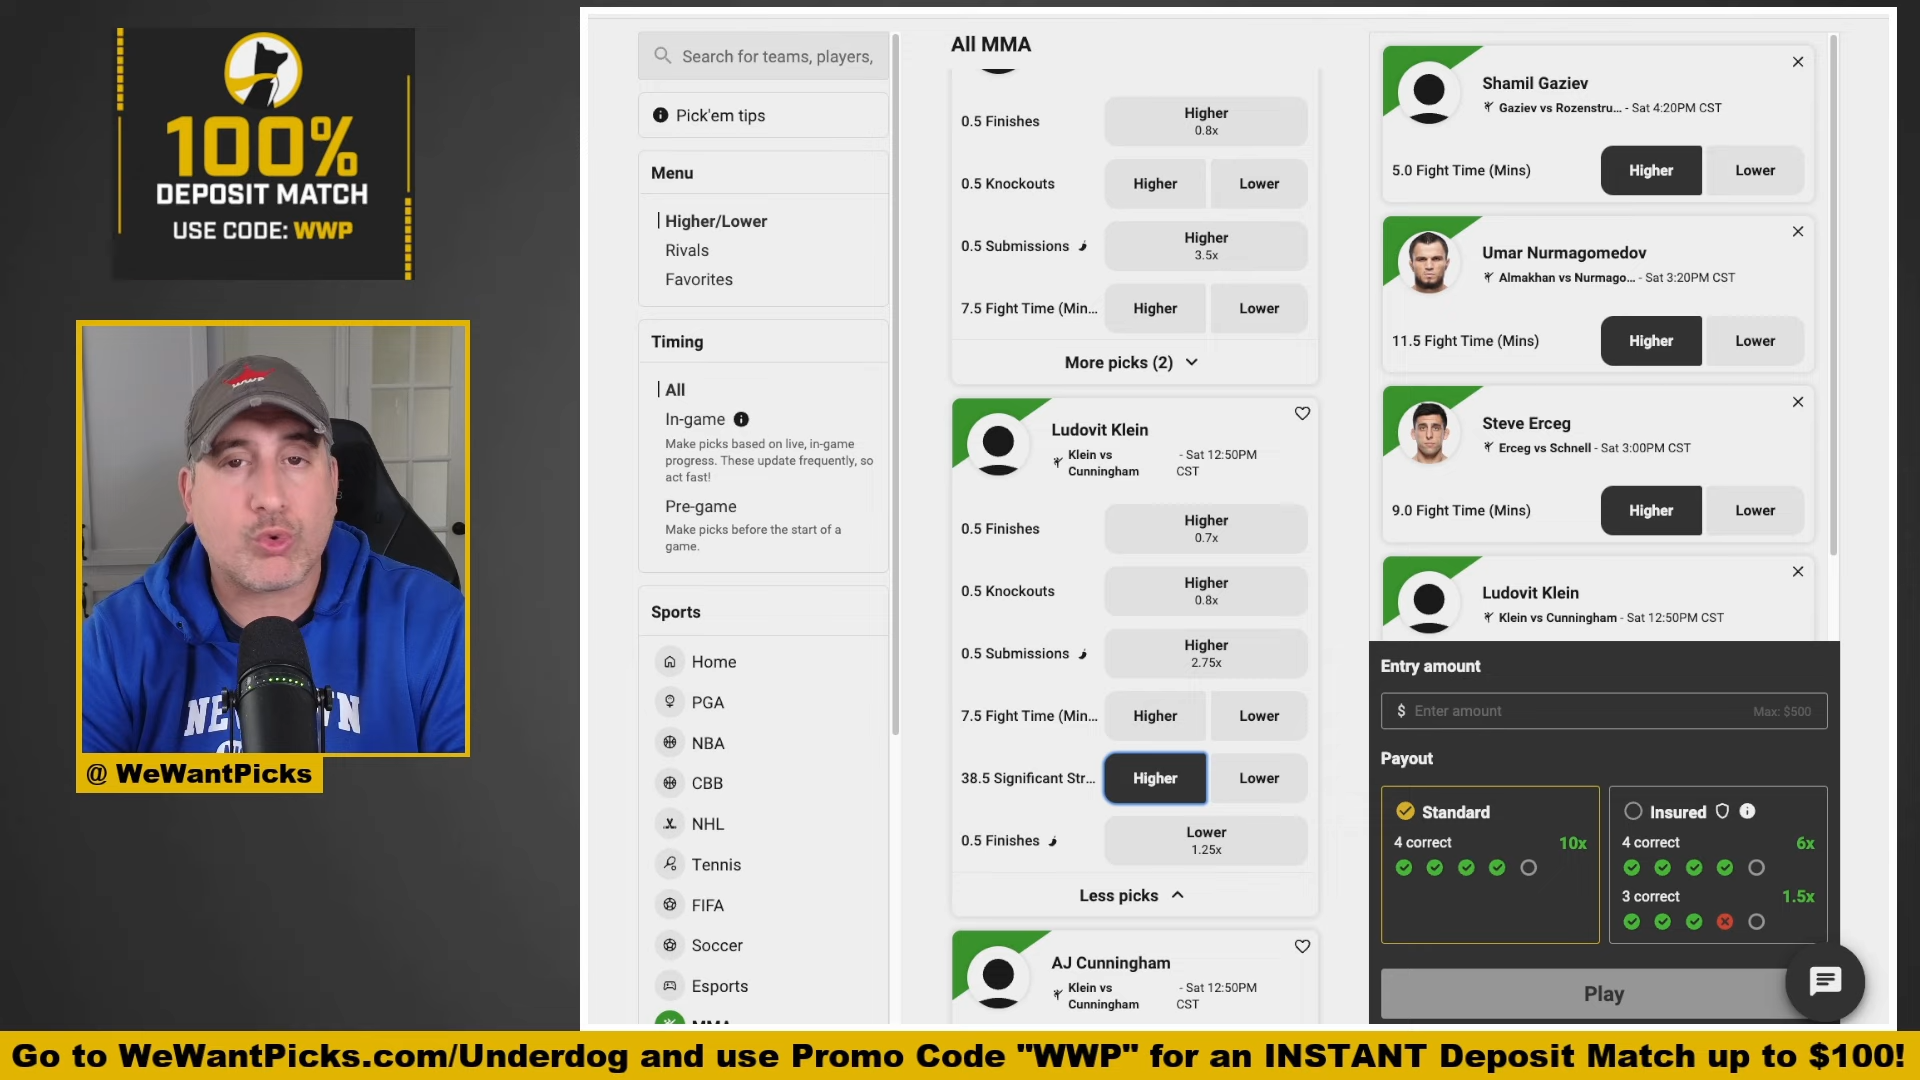 100%
DEPOSIT MATCH
USE CODE: WWP
@ WeWantPicks
Search for teams, players,
Pick'em tips
Menu
Higher/Lower
Rivals
Favorites
Timing
All
In-game
Make picks based on live, in-game
progress. These update frequently, so
act fast!
Pre-game
Make picks before the start of a
game.
Sports
Home
PGA
NBA
CBB
NHL
Tennis
FIFA
Soccer
Esports
MMA
All MMA
0.5 Finishes
Higher
0.8x
0.5 Knockouts
Higher
Lower
0.5 Submissions
Higher
3.5x
7.5 Fight Time (Min...
Higher
Lower
More picks (2)
Ludovit Klein
Klein vs
Cunningham
- Sat 12:50PM
CST
0.5 Finishes
Higher
0.7x
0.5 Knockouts
Higher
0.8x
0.5 Submissions
Higher
2.75x
7.5 Fight Time (Min...
Higher
Lower
38.5 Significant Str...
Higher
Lower
0.5 Finishes
Lower
1.25x
Less picks
AJ Cunningham
Klein vs
Cunningham
- Sat 12:50PM
CST
Shamil Gaziev
Gaziev vs Rozenstru... - Sat 4:20PM CST
5.0 Fight Time (Mins)
Higher
Lower
Umar Nurmagomedov
Almakhan vs Nurmago... - Sat 3:20PM CST
11.5 Fight Time (Mins)
Higher
Lower
Steve Erceg
Erceg vs Schnell - Sat 3:00PM CST
9.0 Fight Time (Mins)
Higher
Lower
Ludovit Klein
Klein vs Cunningham - Sat 12:50PM CST
Entry amount
$ Enter amount
Max: $500
Payout
Standard
4 correct
10x
Insured
4 correct
6x
3 correct
1.5x
Play
Go to WeWantPicks.com/Underdog and use Promo Code "WWP" for an INSTANT Deposit Match up to $100!